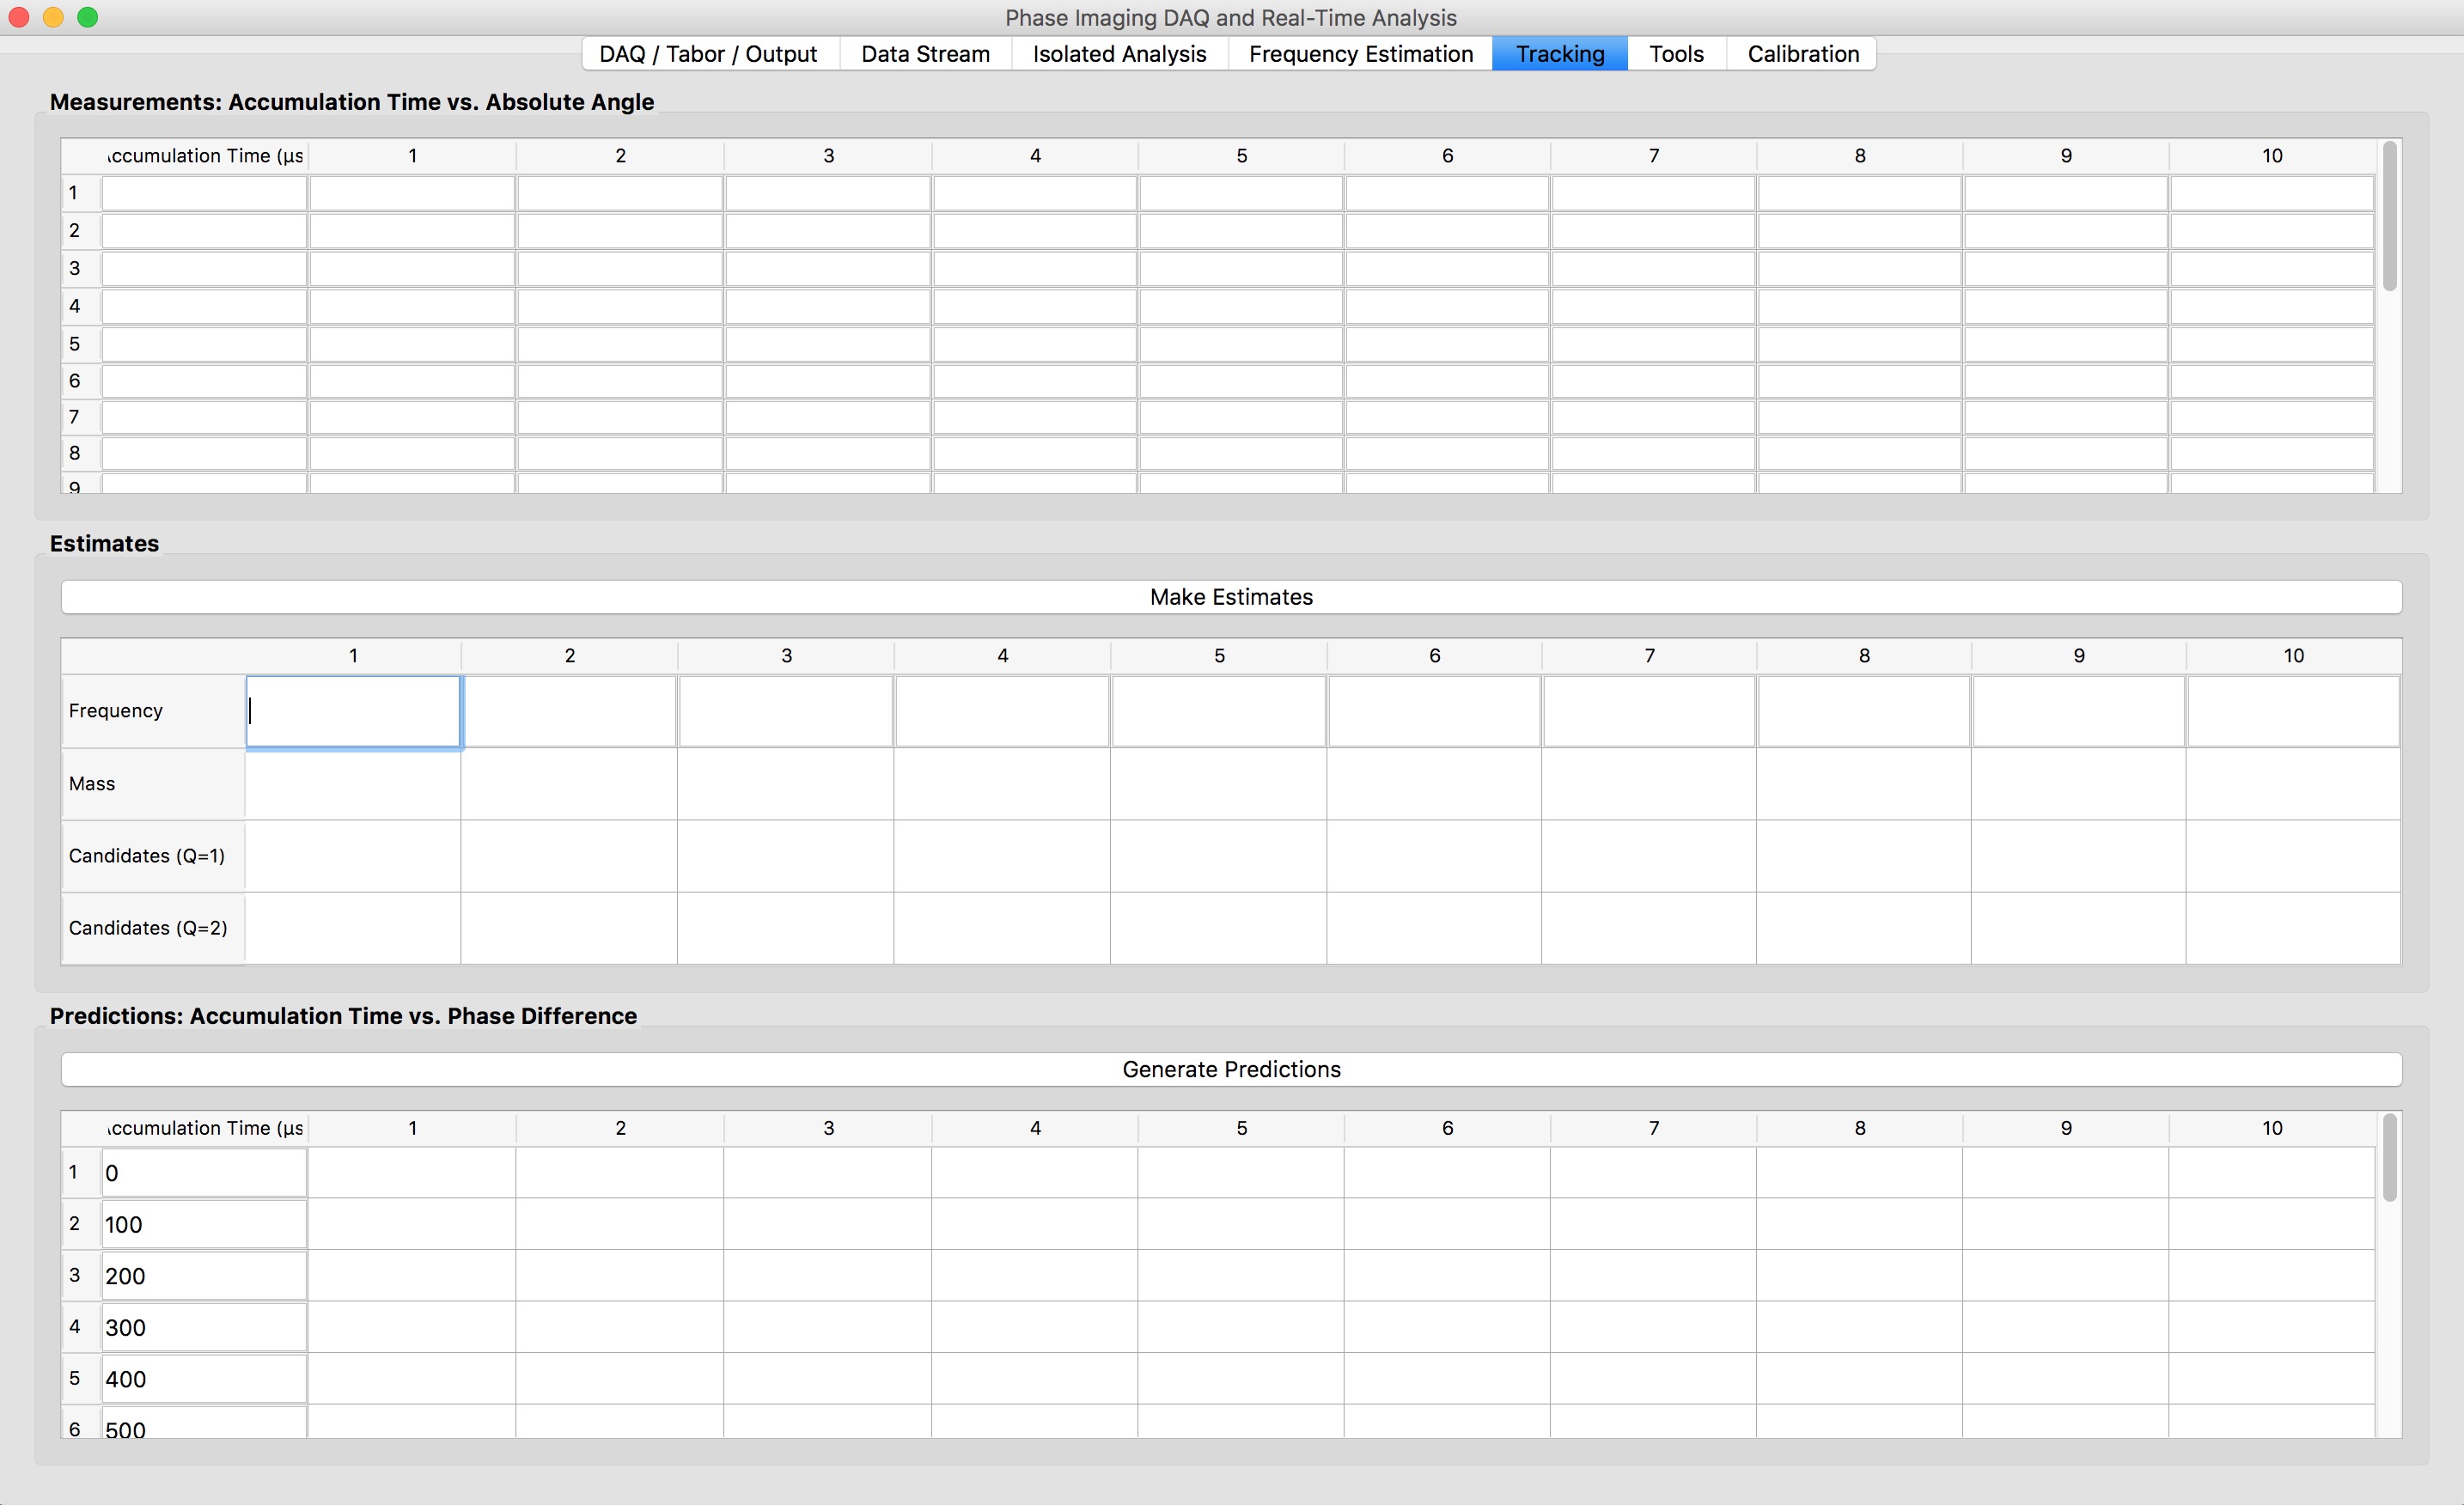 Phase Imaging DAQ and Real-Time Analysis
DAQ / Tabor / Output Data Stream Isolated Analysis Frequency Estimation Tracking Tools Calibration
Measurements: Accumulation Time vs. Absolute Angle
ccumulation Time (µs 1 2 3 4 5 6 7 8 9 10
1
2
3
4
5
6
7
8
9
Estimates
Make Estimates
1 2 3 4 5 6 7 8 9 10
Frequency
Mass
Candidates (Q=1)
Candidates (Q=2)
Predictions: Accumulation Time vs. Phase Difference
Generate Predictions
ccumulation Time (µs 1 2 3 4 5 6 7 8 9 10
1 0
2 100
3 200
4 300
5 400
6 500